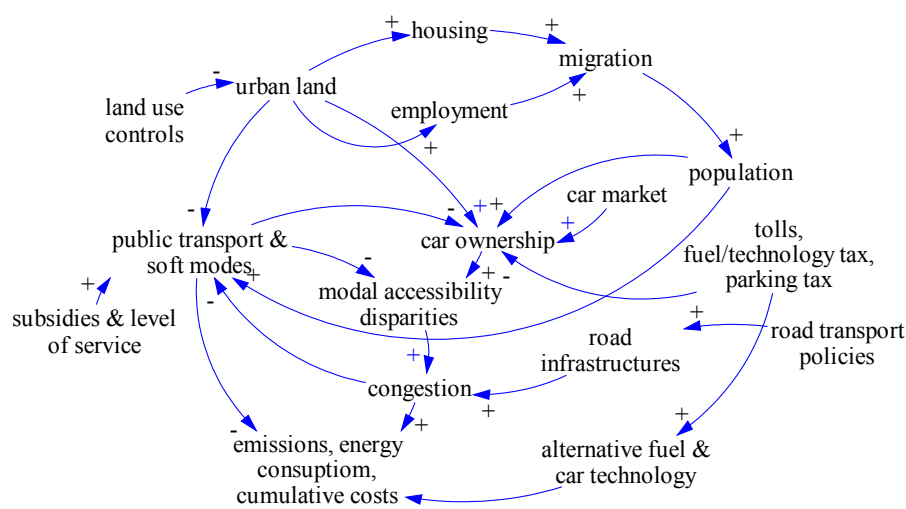 housing
migration
urban land
land use
controls
employment
population
car market
public transport &
soft modes
car ownership
tolls,
fuel/technology tax,
parking tax
modal accessibility
disparities
subsidies & level
of service
road
infrastructures
road transport
policies
congestion
emissions, energy
consuptiom,
cumulative costs
alternative fuel &
car technology
+
+
-
+
+
+
-
-
+
+
+
-
+
-
+
+
-
+
+
+
+
+
-